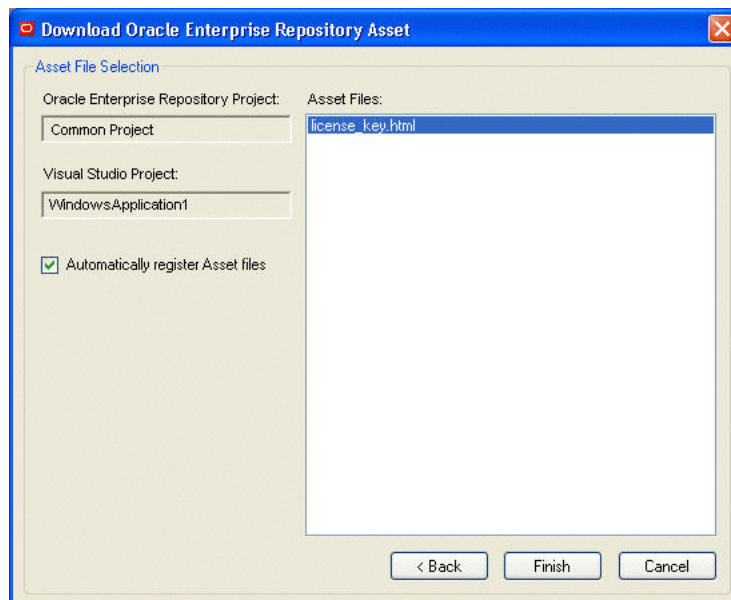 Download Oracle Enterprise Repository Asset
Asset File Selection
Oracle Enterprise Repository Project:
Common Project
Visual Studio Project:
WindowsApplication1
Automatically register Asset files
Asset Files:
license_key.html
< Back
Finish
Cancel